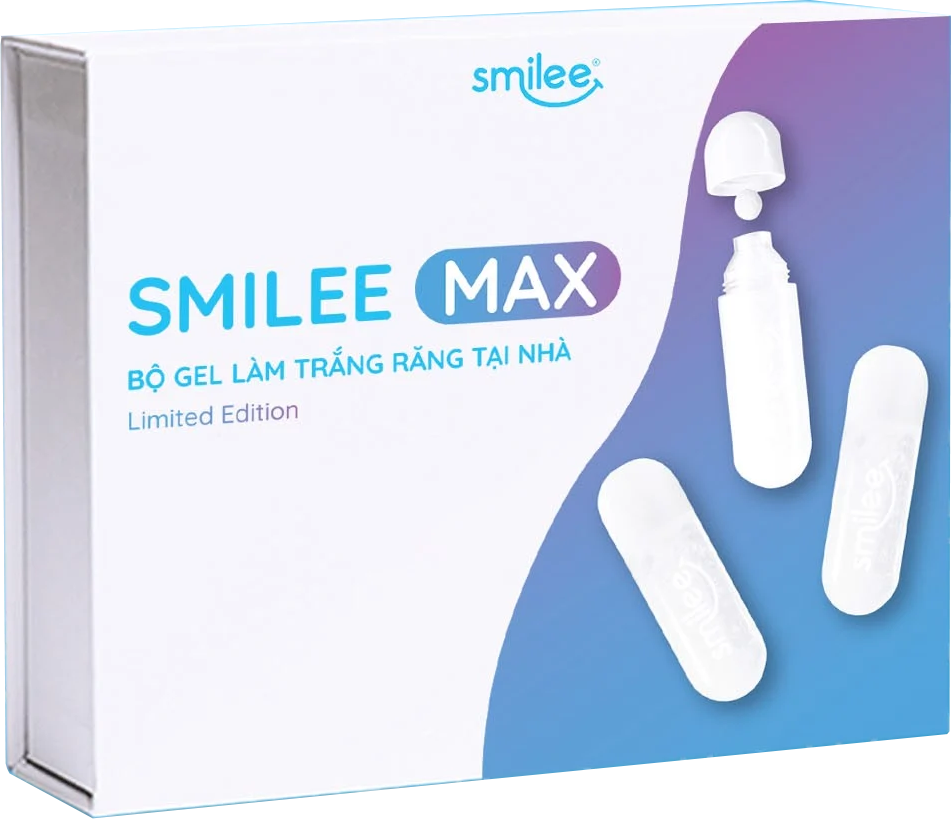 smilee®
SMILEE MAX
BỘ GEL LÀM TRẮNG RĂNG TẠI NHÀ
Limited Edition
smilee
smilee